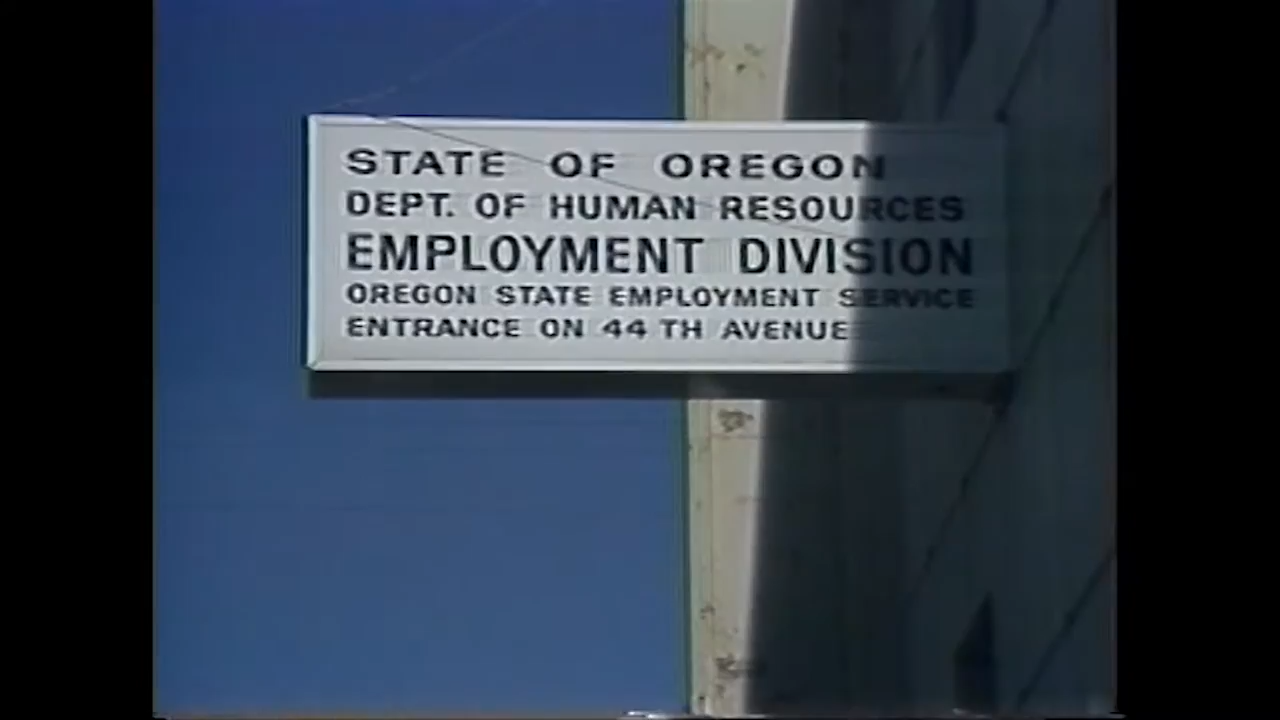 STATE OF OREGON
DEPT. OF HUMAN RESOURCES
EMPLOYMENT DIVISION
OREGON STATE EMPLOYMENT SERVICE
ENTRANCE ON 44 TH AVENUE